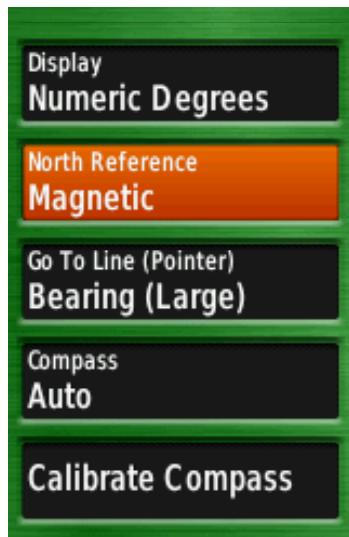 Display
Numeric Degrees
North Reference
Magnetic
Go To Line (Pointer)
Bearing (Large)
Compass
Auto
Calibrate Compass